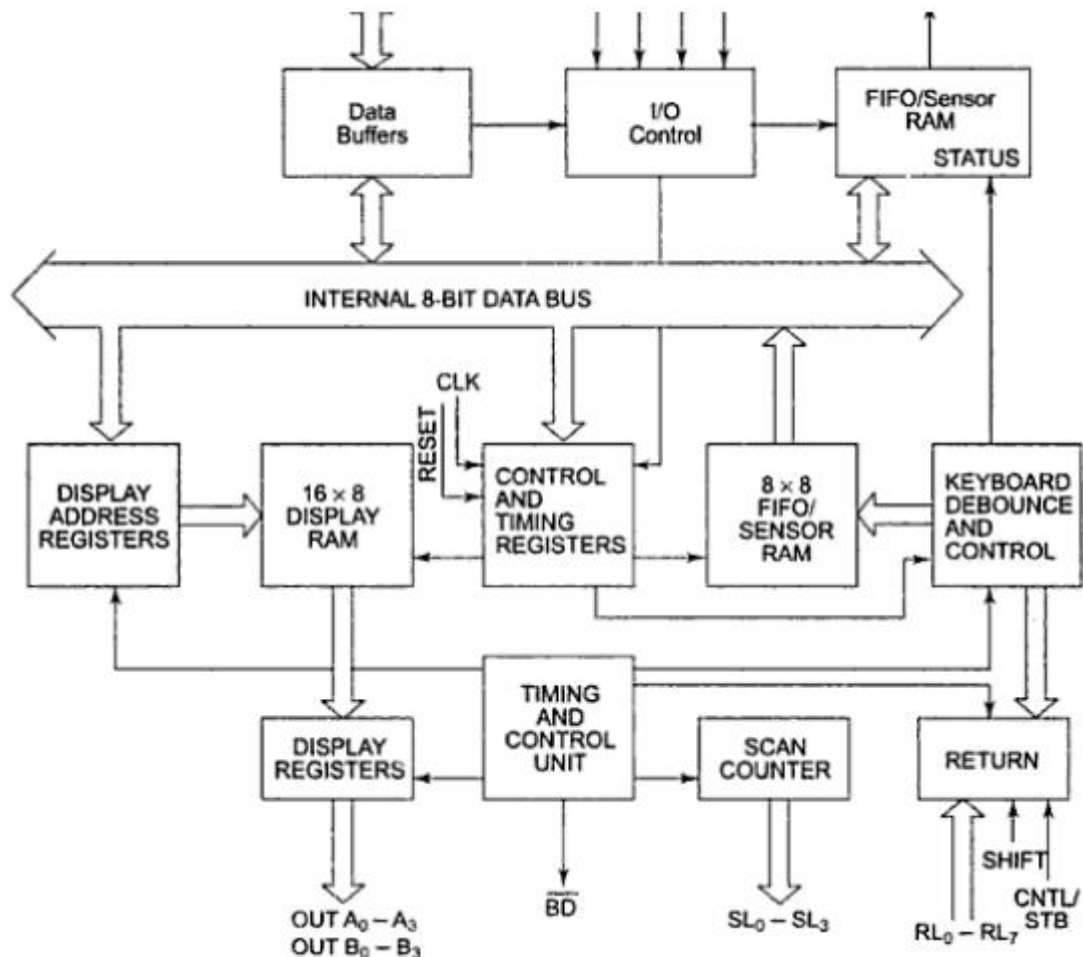 Data
Buffers
I/O
Control
FIFO/Sensor
RAM
STATUS
INTERNAL 8-BIT DATA BUS
CLK
RESET
DISPLAY
ADDRESS
REGISTERS
16 × 8
DISPLAY
RAM
CONTROL
AND
TIMING
REGISTERS
8 × 8
FIFO/
SENSOR
RAM
KEYBOARD
DEBOUNCE
AND
CONTROL
DISPLAY
REGISTERS
TIMING
AND
CONTROL
UNIT
SCAN
COUNTER
RETURN
OUT A₀ – A₃
OUT B₀ – B₃
B̅D̅
SL₀ – SL₃
SHIFT
CNTL/
STB
RL₀ – RL₇